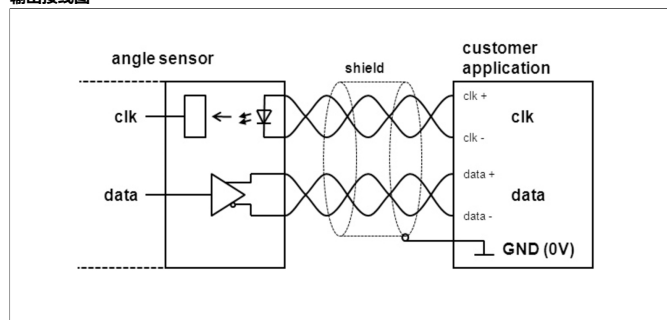 输出接线图
angle sensor
shield
customer
application
clk
clk +
clk
clk -
data
data +
data
data -
GND (0V)